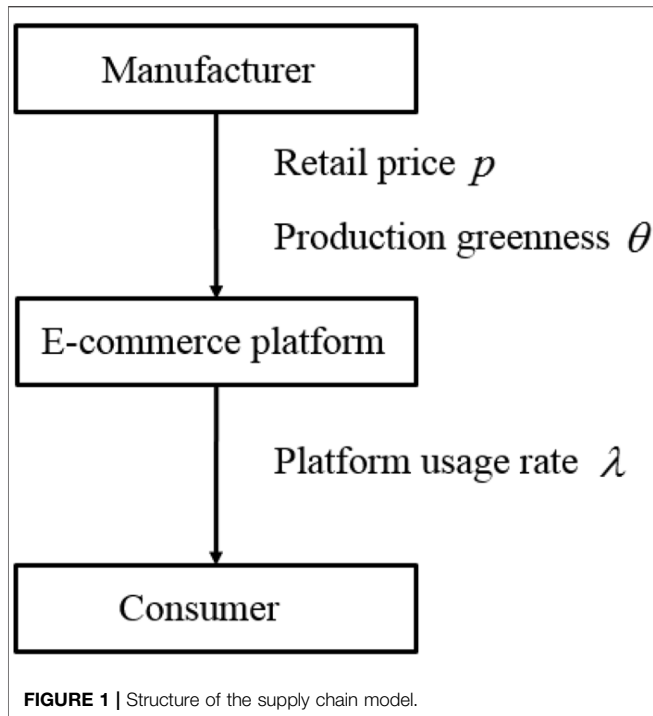 Manufacturer
Retail price p
Production greenness θ
E-commerce platform
Platform usage rate λ
Consumer
FIGURE 1 | Structure of the supply chain model.